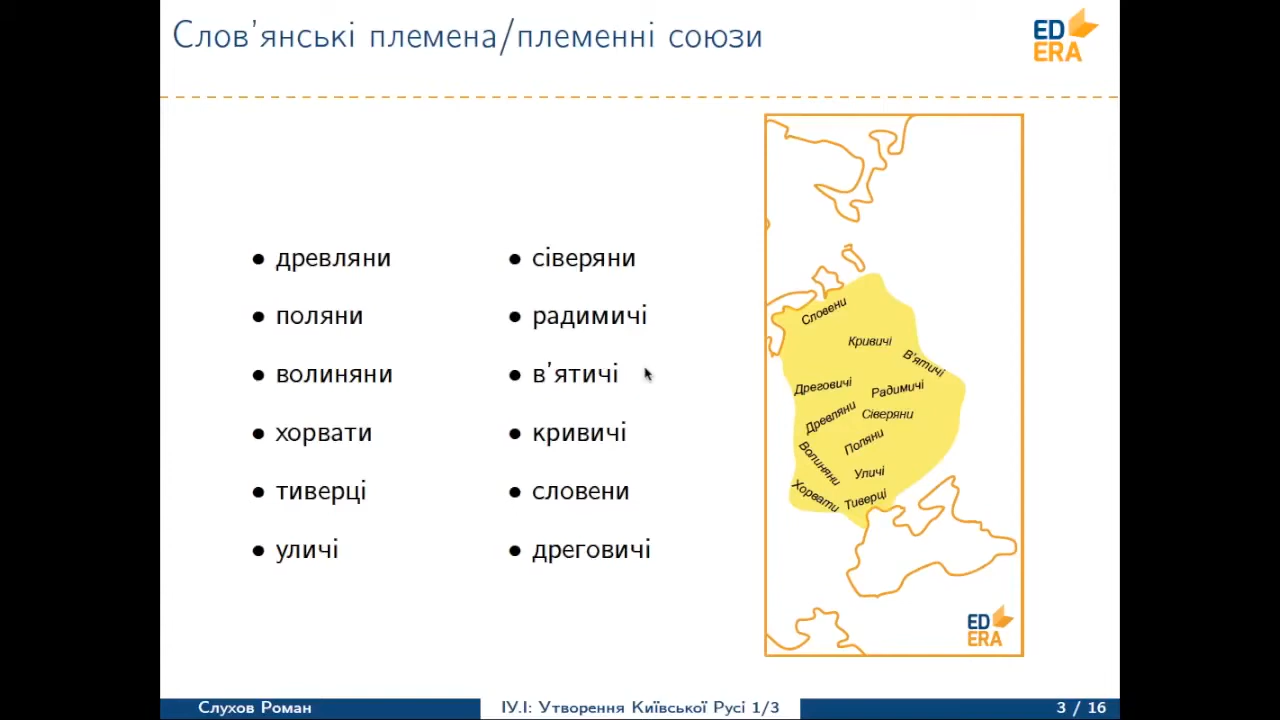 Слов'янські племена/племенні союзи
ED
ERA
древляни
поляни
волиняни
хорвати
тиверці
уличі
сіверяни
радимичі
в'ятичі
кривичі
словени
дреговичі
Словени
Кривичі
В'ятичі
Дреговичі
Радимичі
Древляни
Сіверяни
Поляни
Волиняни
Уличі
Хорвати
Тиверці
ED
ERA
Слухов Роман
IV.I: Утворення Київської Русі 1/3
3 / 16